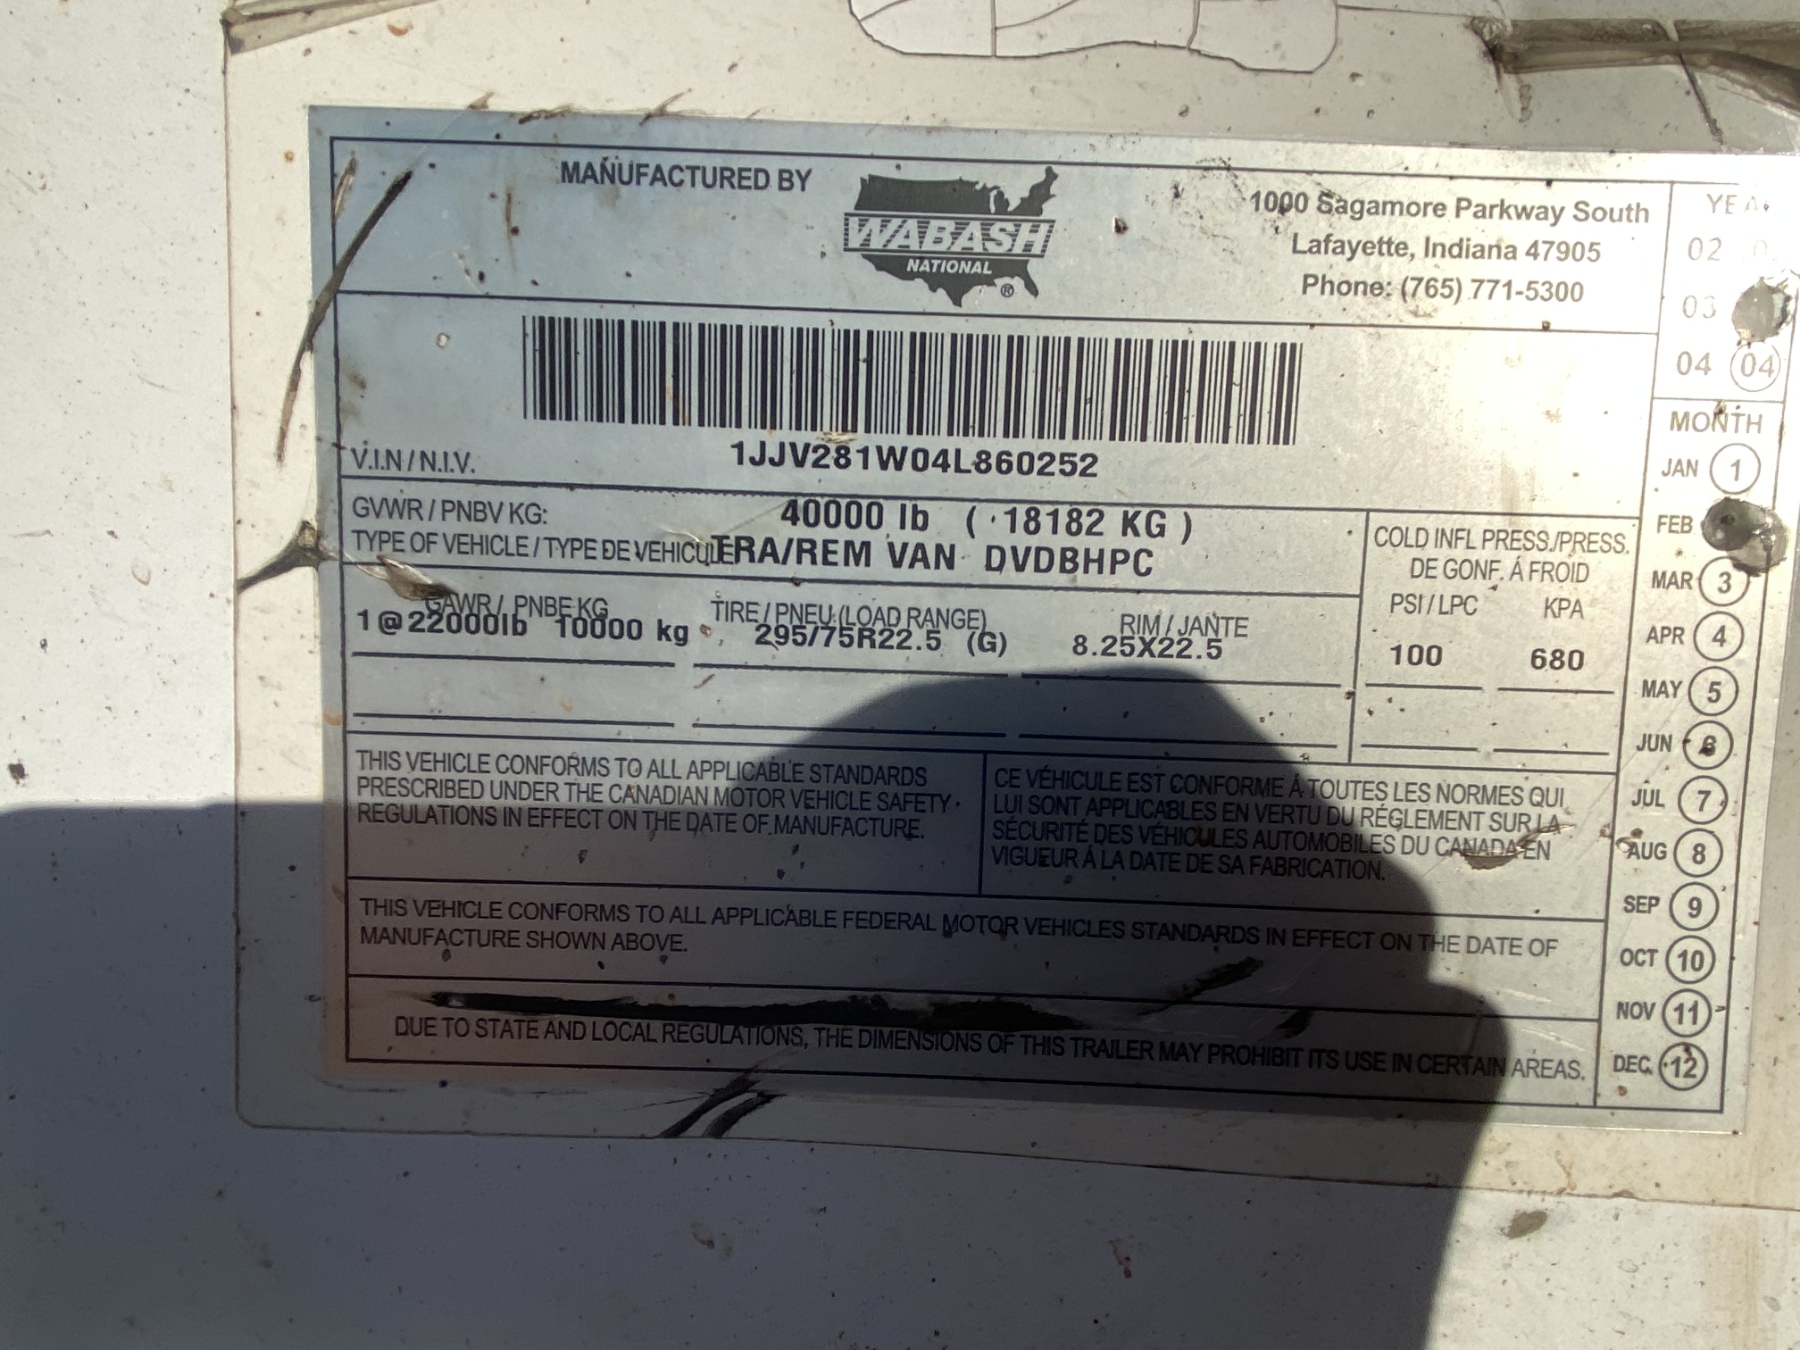 MANUFACTURED BY
WABASH
NATIONAL
®
1000 Sagamore Parkway South
Lafayette, Indiana 47905
Phone: (765) 771-5300
V.I.N/N.I.V.
1JJV281W04L860252
GVWR / PNBV KG: 40000 lb ( 18182 KG )
TYPE OF VEHICLE / TYPE DE VEHICULE TRA/REM VAN DVDBHPC
GAWR / PNBE KG TIRE / PNEU (LOAD RANGE) RIM / JANTE
1@22000lb 10000 kg 295/75R22.5 (G) 8.25X22.5
COLD INFL PRESS./PRESS.
DE GONF. À FROID
PSI / LPC KPA
100 680
THIS VEHICLE CONFORMS TO ALL APPLICABLE STANDARDS
PRESCRIBED UNDER THE CANADIAN MOTOR VEHICLE SAFETY
REGULATIONS IN EFFECT ON THE DATE OF MANUFACTURE.
CE VÉHICULE EST CONFORME À TOUTES LES NORMES QUI
LUI SONT APPLICABLES EN VERTU DU RÉGLEMENT SUR LA
SÉCURITÉ DES VÉHICULES AUTOMOBILES DU CANADA EN
VIGUEUR À LA DATE DE SA FABRICATION.
THIS VEHICLE CONFORMS TO ALL APPLICABLE FEDERAL MOTOR VEHICLES STANDARDS IN EFFECT ON THE DATE OF
MANUFACTURE SHOWN ABOVE.
DUE TO STATE AND LOCAL REGULATIONS, THE DIMENSIONS OF THIS TRAILER MAY PROHIBIT ITS USE IN CERTAIN AREAS.
02
03
04 04
MONTH
JAN 1
FEB
MAR 3
APR 4
MAY 5
JUN 6
JUL 7
AUG 8
SEP 9
OCT 10
NOV 11
DEC. 12